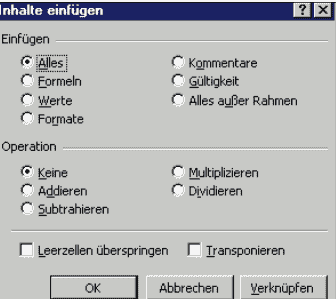 Inhalte einfügen
Einfügen
Alles Kommentare
Formeln Gültigkeit
Werte Alles außer Rahmen
Formate
Operation
Keine Multiplizieren
Addieren Dividieren
Subtrahieren
Leerzellen überspringen Transponieren
OK Abbrechen Verknüpfen